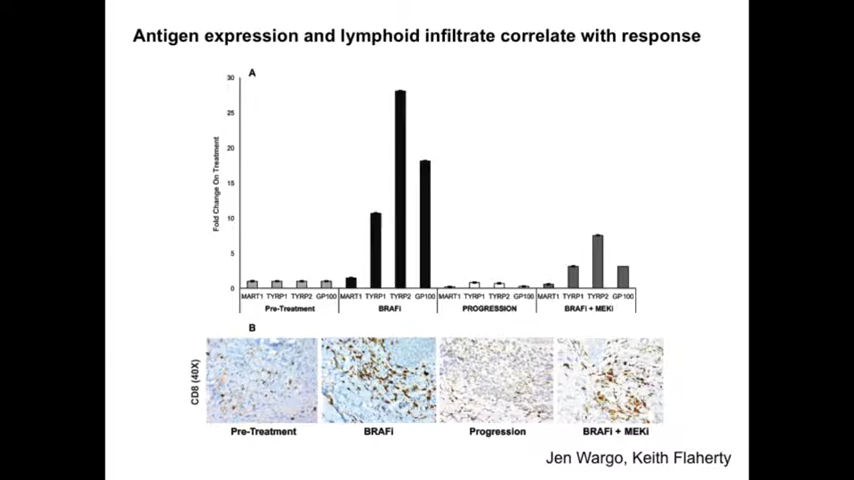 Antigen expression and lymphoid infiltrate correlate with response
A
Fold Change On Treatment
30
25
20
15
10
5
0
MART1 TYRP1 TYRP2 GP100 MART1 TYRP1 TYRP2 GP100 MART1 TYRP1 TYRP2 GP100 MART1 TYRP1 TYRP2 GP100
Pre-Treatment BRAFi PROGRESSION BRAFi + MEKi
B
CD8 (40X)
Pre-Treatment BRAFi Progression BRAFi + MEKi
Jen Wargo, Keith Flaherty